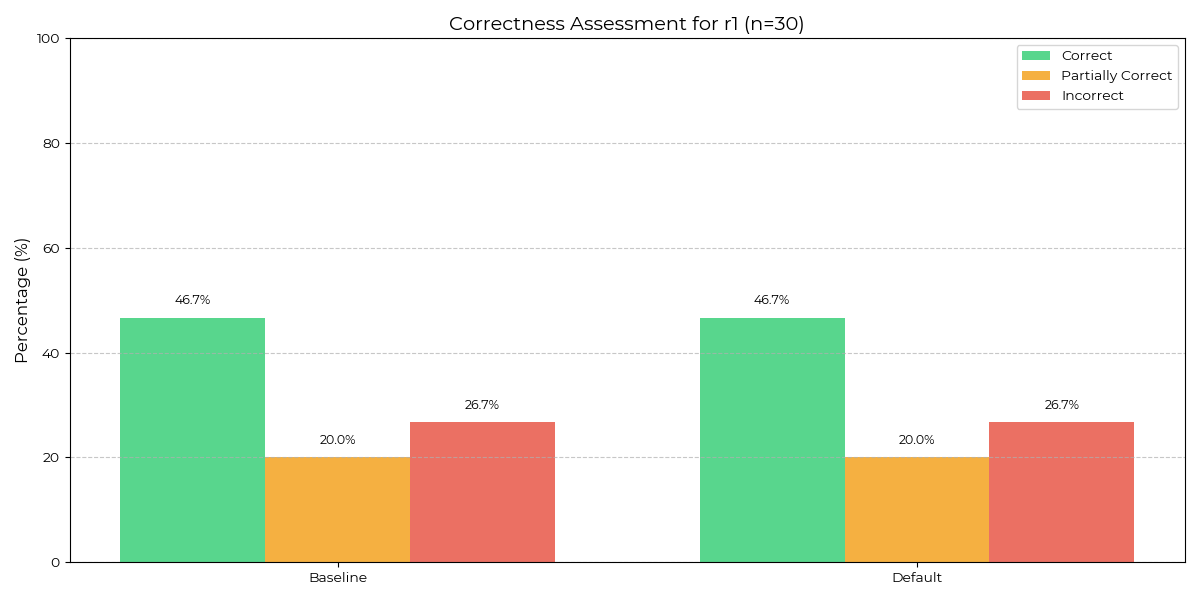 Correctness Assessment for r1 (n=30)
100
80
60
40
20
0
Percentage (%)
Correct
Partially Correct
Incorrect
46.7%
20.0%
26.7%
46.7%
20.0%
26.7%
Baseline
Default